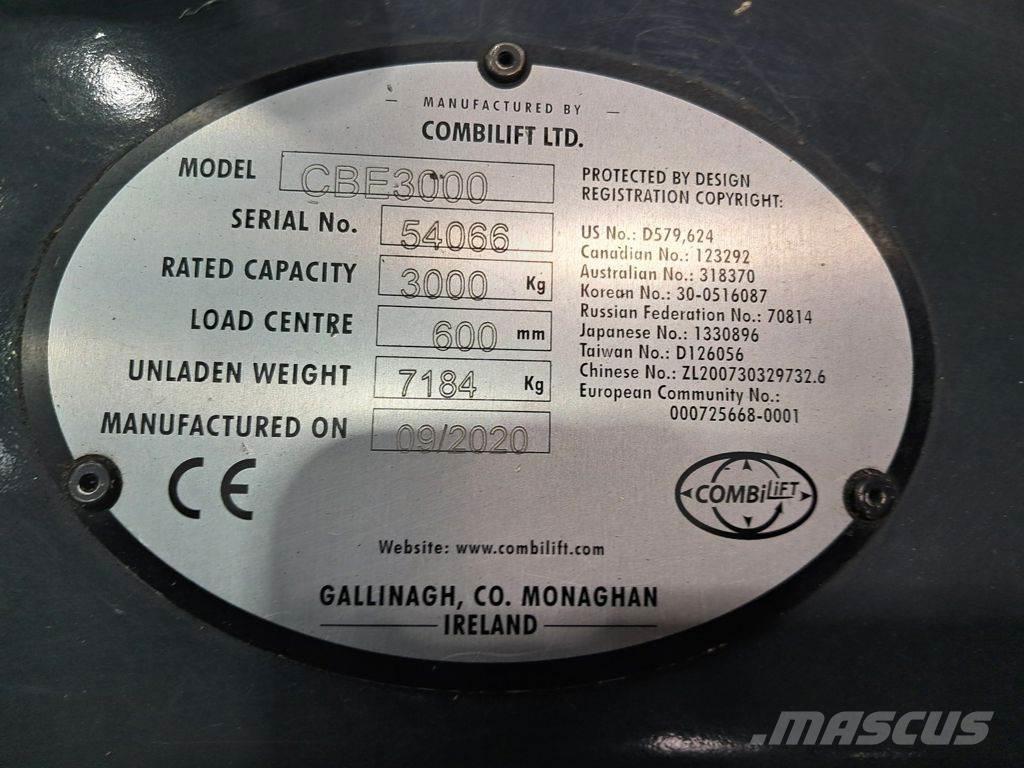 — MANUFACTURED BY —
COMBILIFT LTD.
MODEL CBE3000
SERIAL No. 54066
RATED CAPACITY 3000 Kg
LOAD CENTRE 600 mm
UNLADEN WEIGHT 7184 Kg
MANUFACTURED ON 09/2020
PROTECTED BY DESIGN
REGISTRATION COPYRIGHT:
US No.: D579,624
Canadian No.: 123292
Australian No.: 318370
Korean No.: 30-0516087
Russian Federation No.: 70814
Japanese No.: 1330896
Taiwan No.: D126056
Chinese No.: ZL200730329732.6
European Community No.:
000725668-0001
CE
COMBiLiFT
Website: www.combilift.com
GALLINAGH, CO. MONAGHAN
IRELAND
MASCUS